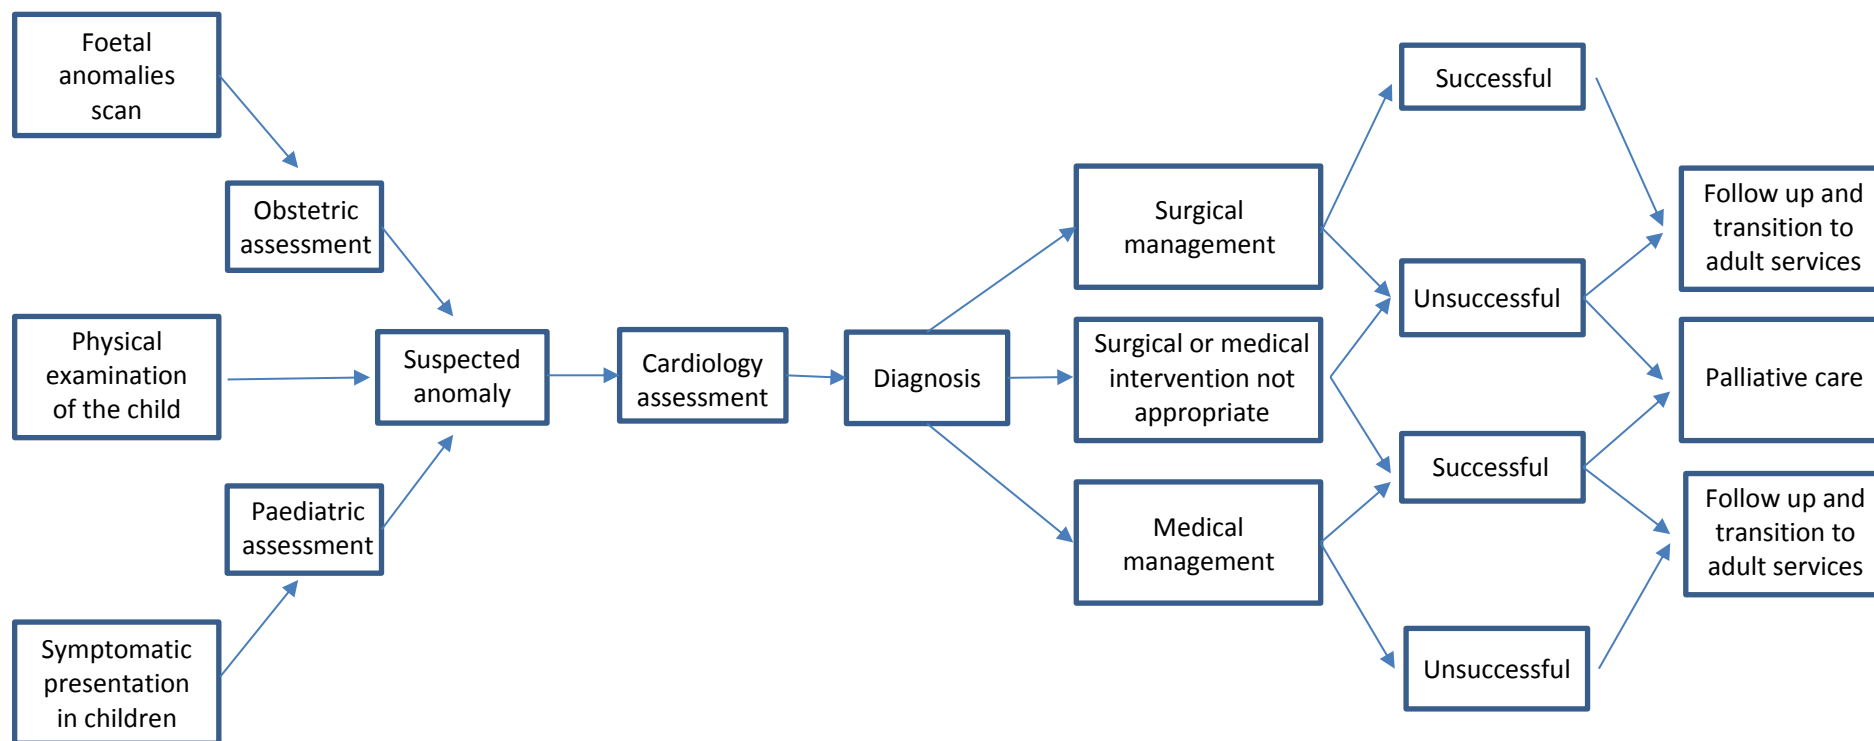 Foetal
anomalies
scan
Obstetric
assessment
Physical
examination
of the child
Suspected
anomaly
Paediatric
assessment
Symptomatic
presentation
in children
Cardiology
assessment
Diagnosis
Surgical
management
Surgical or medical
intervention not
appropriate
Medical
management
Successful
Unsuccessful
Successful
Unsuccessful
Follow up and
transition to
adult services
Palliative care
Follow up and
transition to
adult services